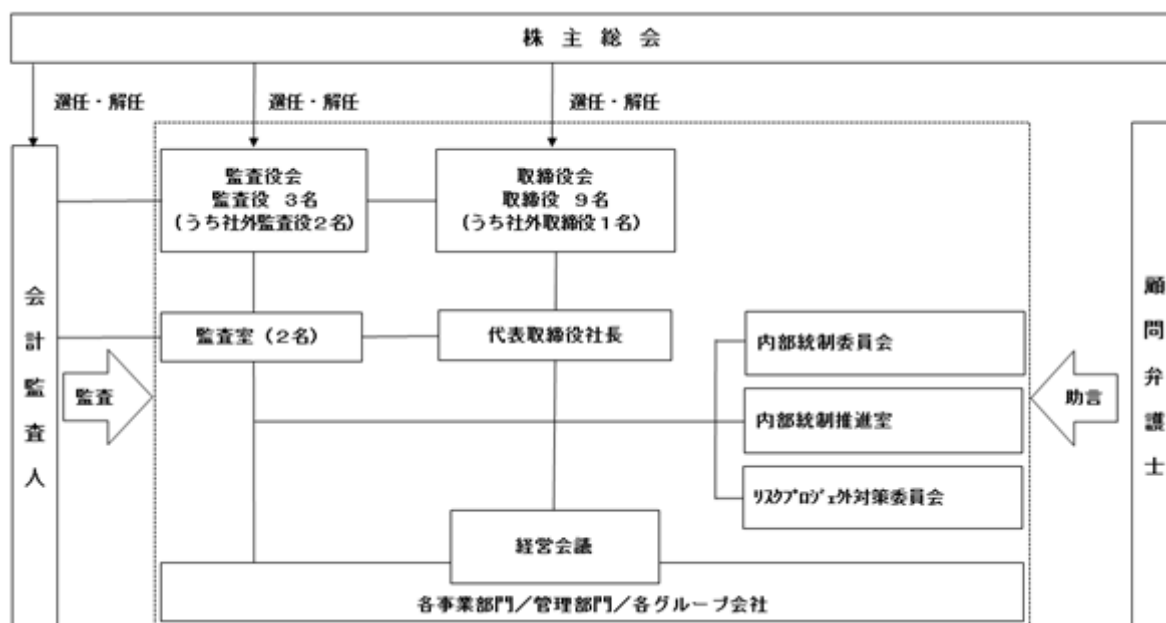 株主総会
選任・解任
選任・解任
選任・解任
監査役会
監査役 3名
(うち社外監査役2名)
取締役会
取締役 9名
(うち社外取締役1名)
会計監査人
監査室(2名)
代表取締役社長
内部統制委員会
顧問弁護士
監査
助言
内部統制推進室
リスクプロジェクト対策委員会
経営会議
各事業部門/管理部門/各グループ会社